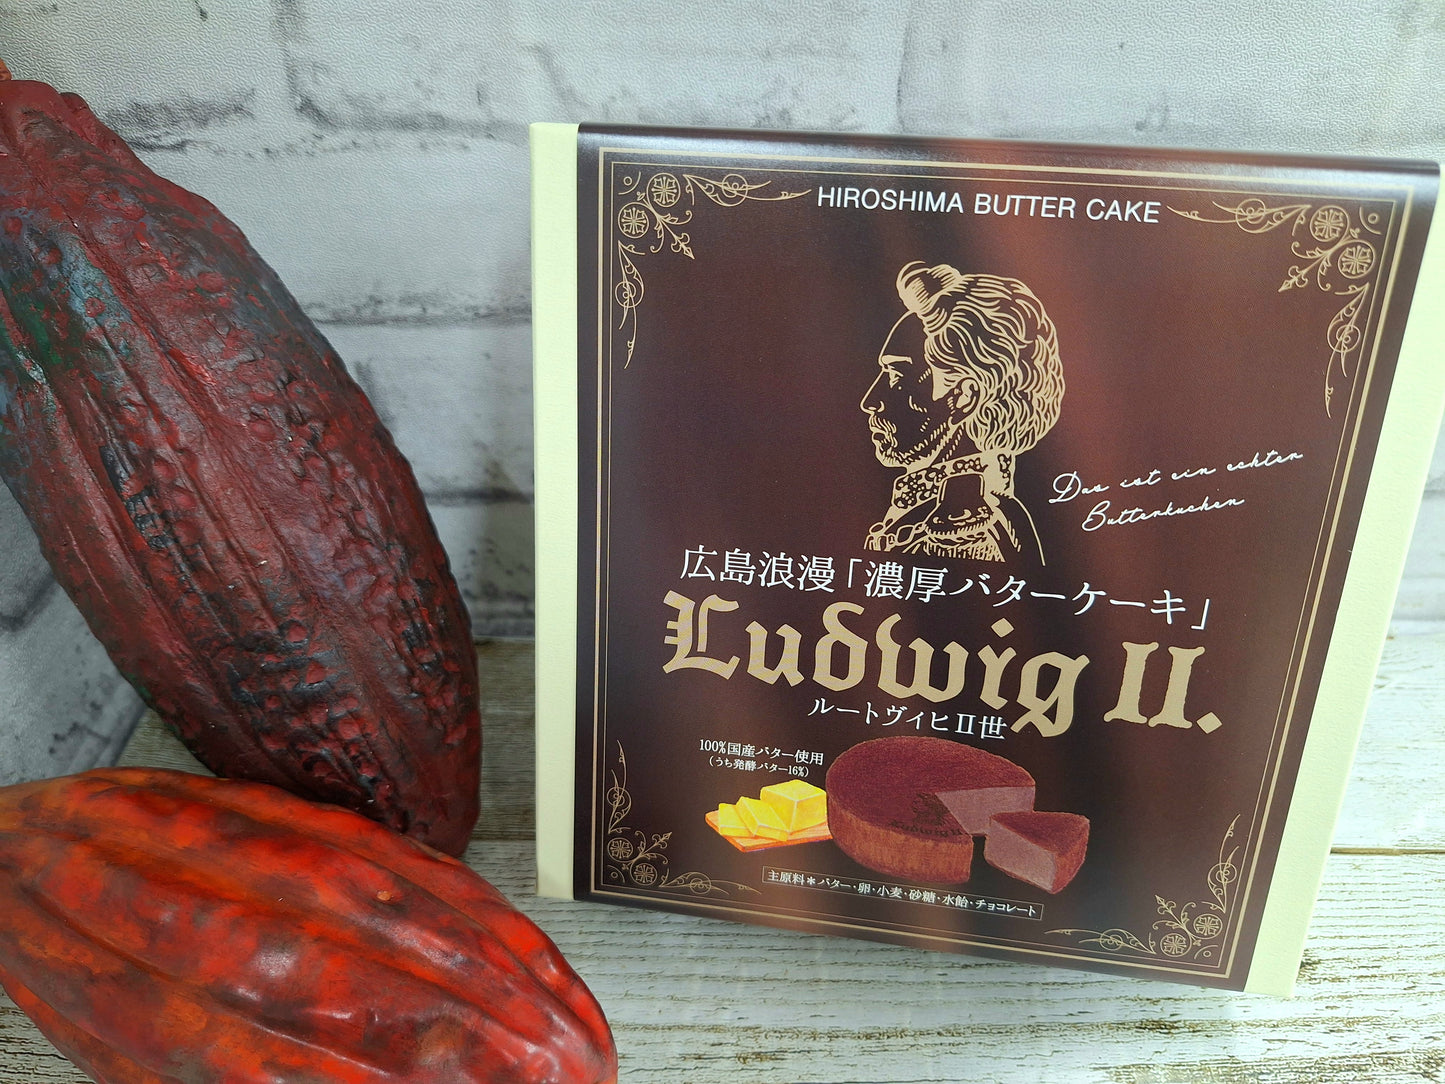 HIROSHIMA BUTTER CAKE
Das ist ein echter
Butterkuchen
広島浪漫「濃厚バターケーキ」
Ludwig II.
ルートヴィヒⅡ世
100%国産バター使用
(うち発酵バター16%)
Ludwig II
主原料＊バター・卵・小麦・砂糖・水飴・チョコレート